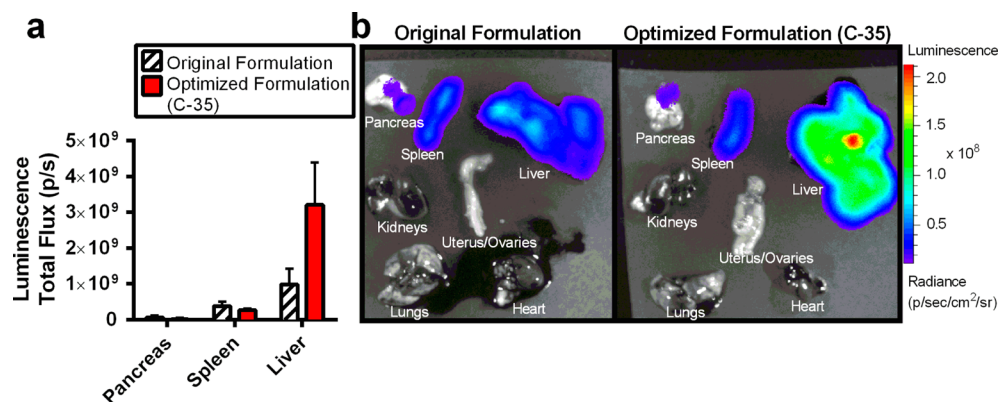 a
Original Formulation
Optimized Formulation
(C-35)
Luminescence
Total Flux (p/s)
5×10⁹
4×10⁹
3×10⁹
2×10⁹
1×10⁹
0
Pancreas
Spleen
Liver
b
Original Formulation
Pancreas
Spleen
Liver
Kidneys
Uterus/Ovaries
Lungs
Heart
Optimized Formulation (C-35)
Pancreas
Spleen
Liver
Kidneys
Uterus/Ovaries
Lungs
Heart
Luminescence
2.0
1.5
x 10⁸
1.0
0.5
Radiance
(p/sec/cm²/sr)